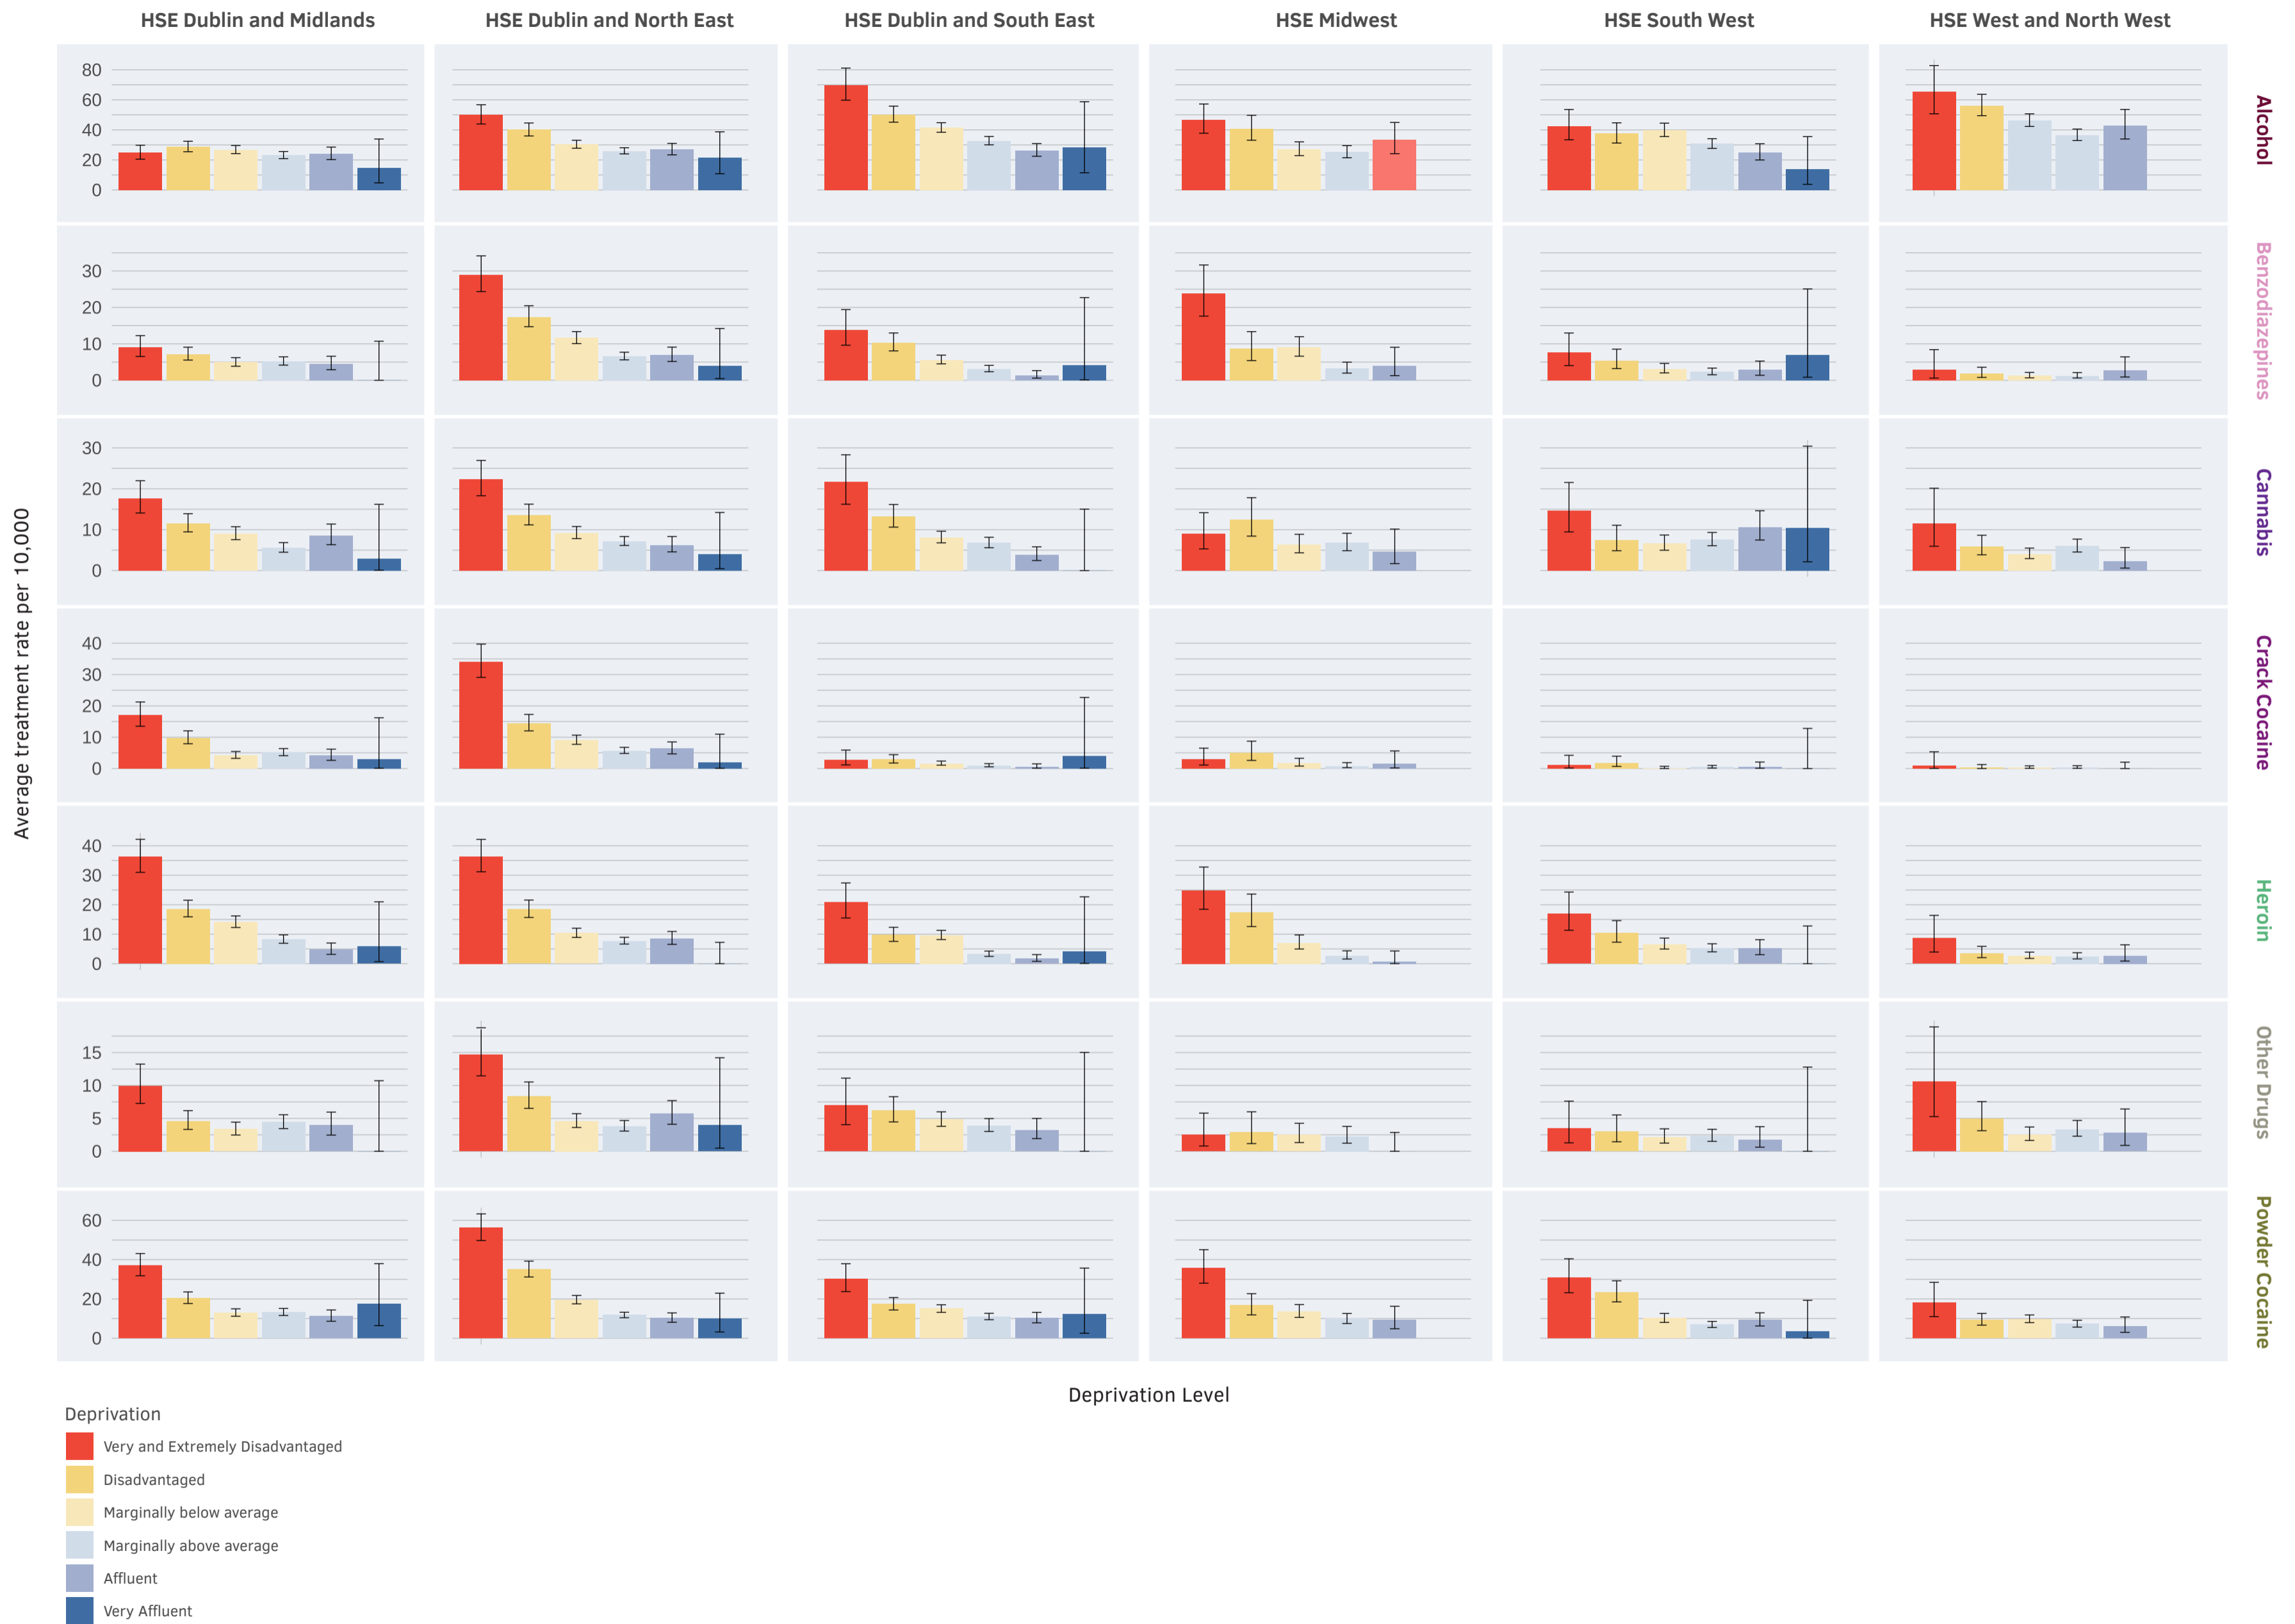 HSE Dublin and Midlands
HSE Dublin and North East
HSE Dublin and South East
HSE Midwest
HSE South West
HSE West and North West
Average treatment rate per 10,000
80
60
40
20
0
Alcohol
30
20
10
0
Benzodiazepines
30
20
10
0
Cannabis
40
30
20
10
0
Crack Cocaine
40
30
20
10
0
Heroin
15
10
5
0
Other Drugs
60
40
20
0
Powder Cocaine
Deprivation Level
Deprivation
Very and Extremely Disadvantaged
Disadvantaged
Marginally below average
Marginally above average
Affluent
Very Affluent